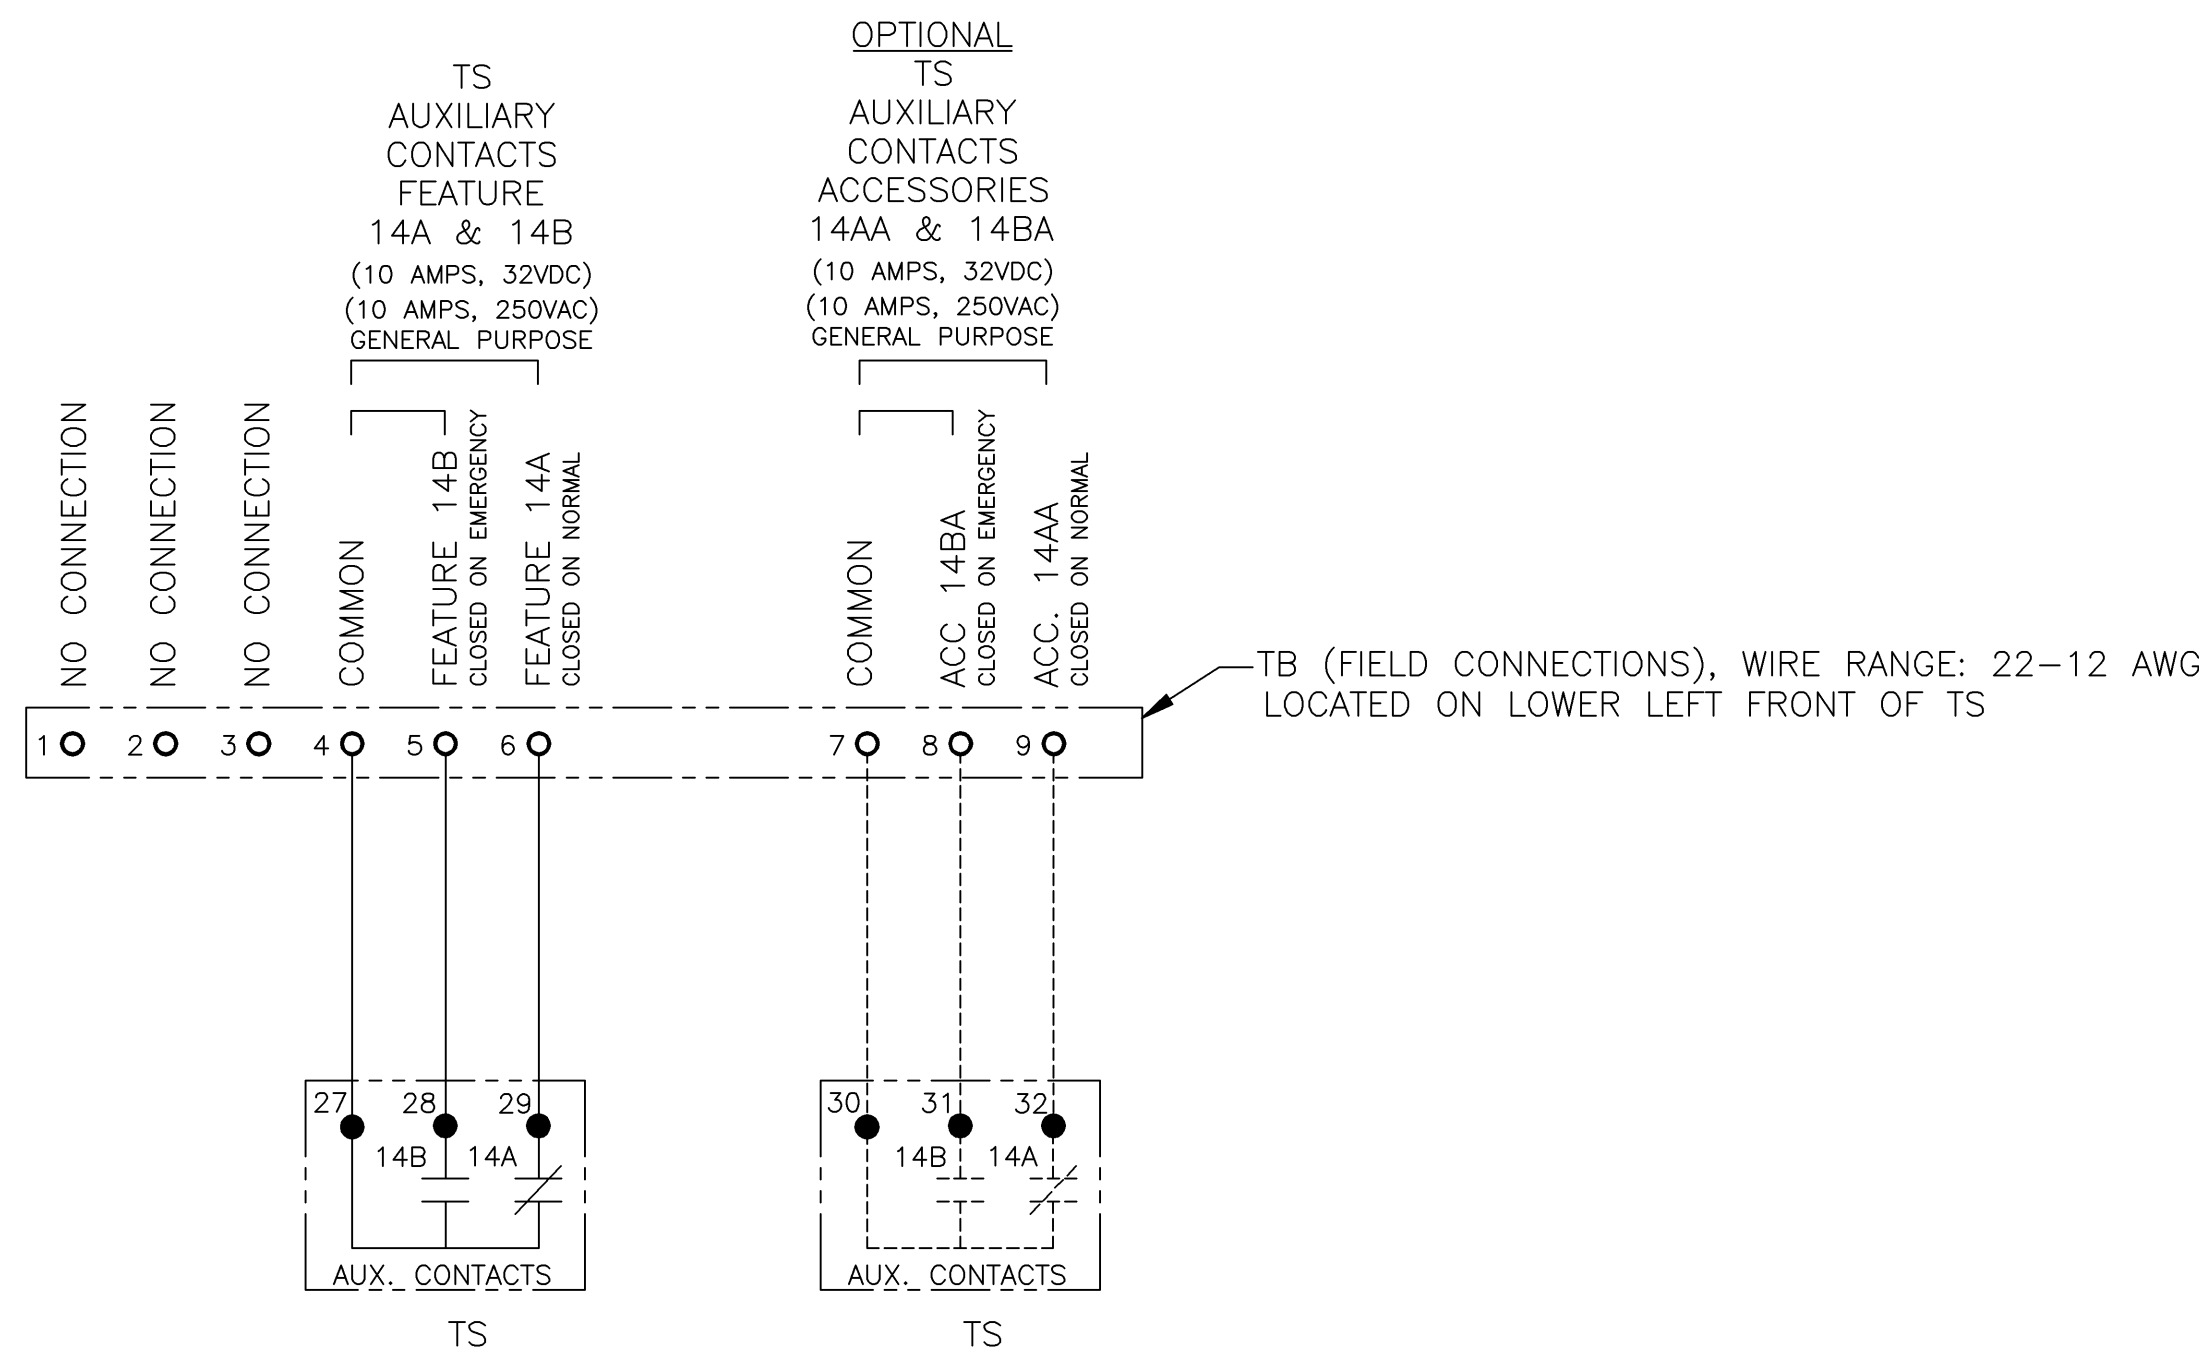 TS
AUXILIARY
CONTACTS
FEATURE
14A & 14B
(10 AMPS, 32VDC)
(10 AMPS, 250VAC)
GENERAL PURPOSE
OPTIONAL
TS
AUXILIARY
CONTACTS
ACCESSORIES
14AA & 14BA
(10 AMPS, 32VDC)
(10 AMPS, 250VAC)
GENERAL PURPOSE
NO CONNECTION
NO CONNECTION
NO CONNECTION
COMMON
FEATURE 14B
CLOSED ON EMERGENCY
FEATURE 14A
CLOSED ON NORMAL
COMMON
ACC 14BA
CLOSED ON EMERGENCY
ACC. 14AA
CLOSED ON NORMAL
TB (FIELD CONNECTIONS), WIRE RANGE: 22-12 AWG
LOCATED ON LOWER LEFT FRONT OF TS
1 2 3 4 5 6 7 8 9
27 28 29
14B 14A
AUX. CONTACTS
TS
30 31 32
14B 14A
AUX. CONTACTS
TS